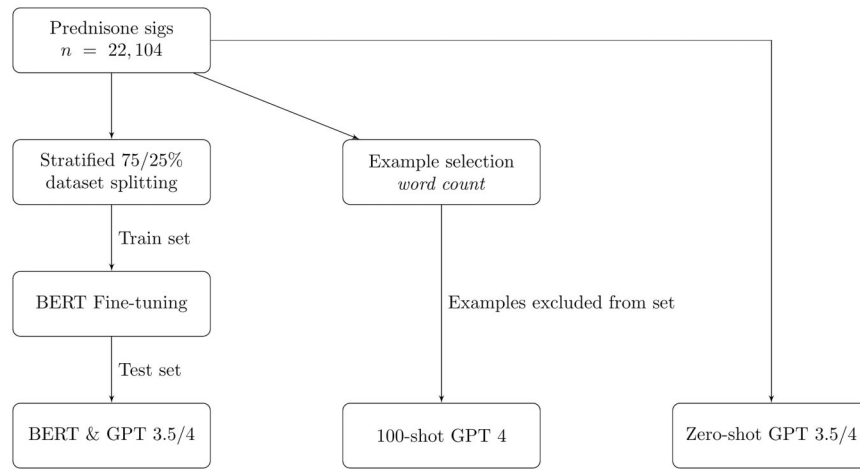 Prednisone sigs
n = 22,104
Stratified 75/25%
dataset splitting
Example selection
word count
Train set
BERT Fine-tuning
Examples excluded from set
Test set
BERT & GPT 3.5/4
100-shot GPT 4
Zero-shot GPT 3.5/4